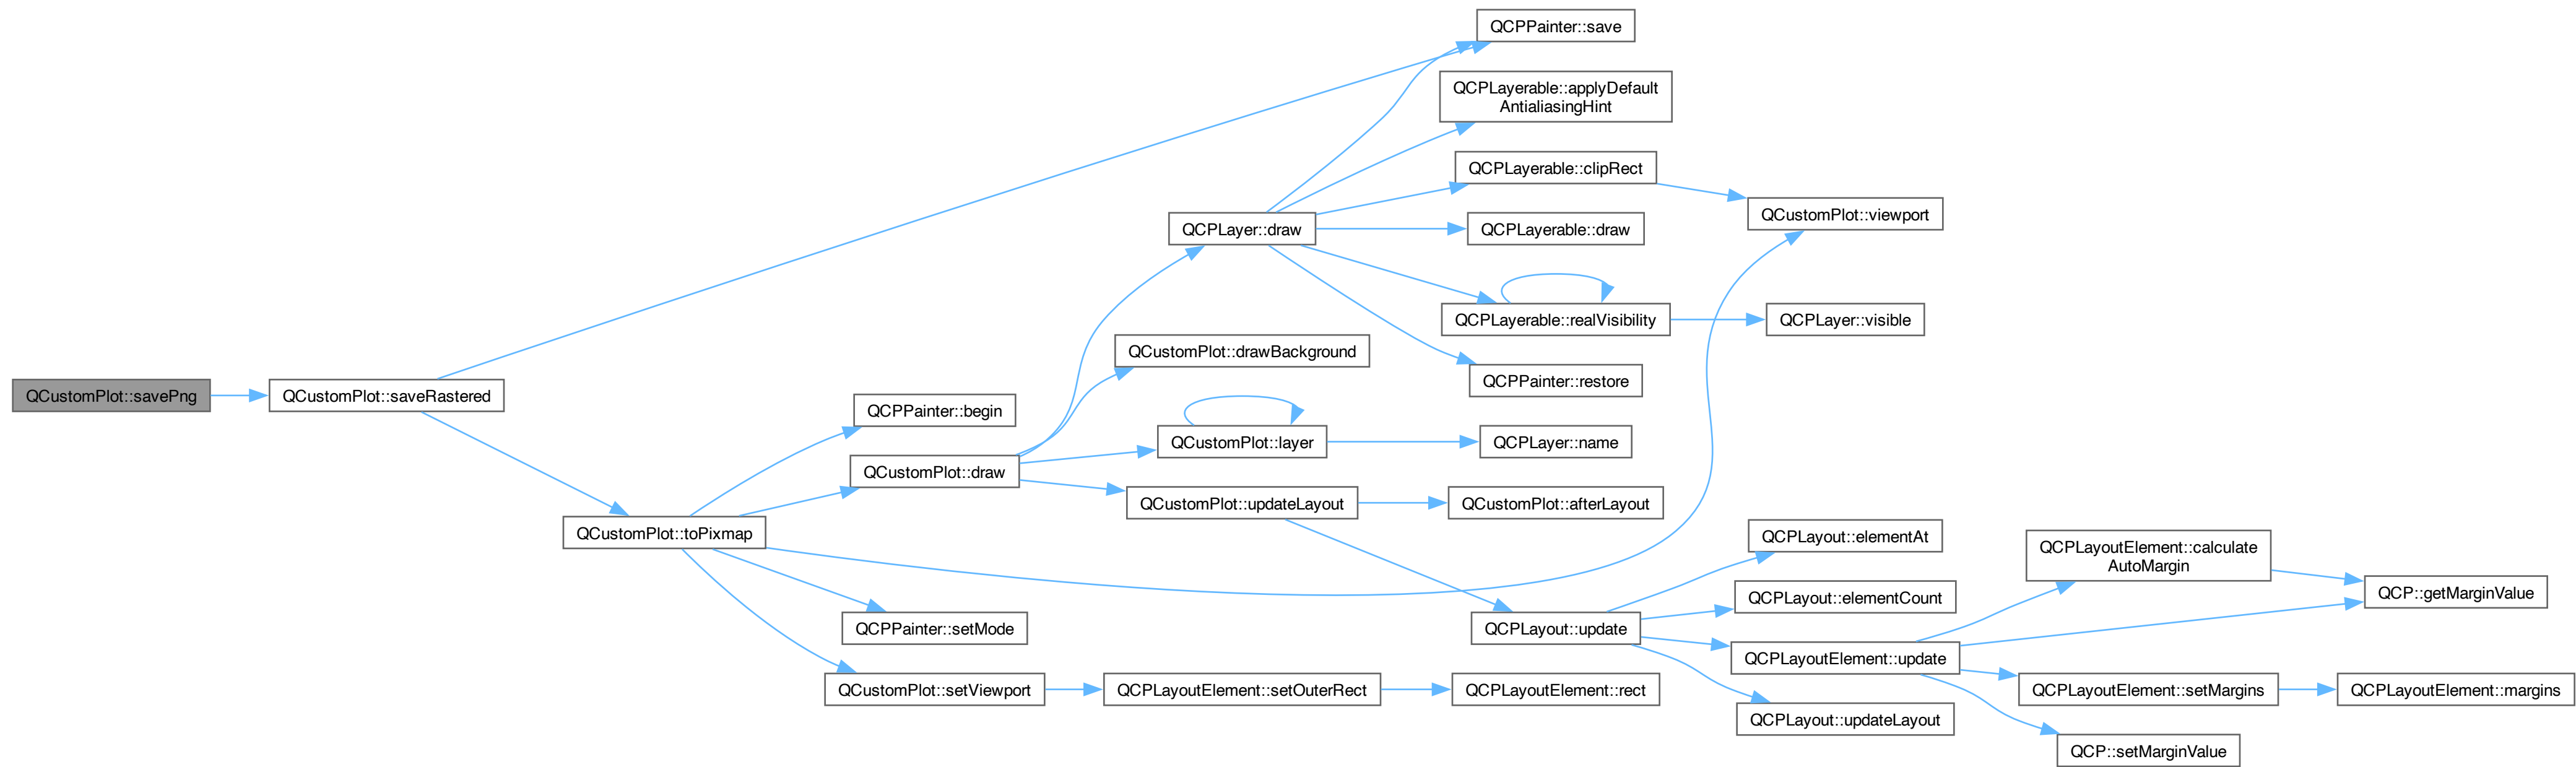 QCPPainter::save
QCPLayerable::applyDefault
AntialiasingHint
QCPLayerable::clipRect
QCustomPlot::viewport
QCPLayer::draw
QCPLayerable::draw
QCPLayerable::realVisibility
QCPLayer::visible
QCustomPlot::drawBackground
QCPPainter::restore
QCustomPlot::savePng
QCustomPlot::saveRastered
QCPPainter::begin
QCustomPlot::layer
QCPLayer::name
QCustomPlot::draw
QCustomPlot::updateLayout
QCustomPlot::afterLayout
QCustomPlot::toPixmap
QCPLayout::elementAt
QCPLayoutElement::calculate
AutoMargin
QCP::getMarginValue
QCPLayout::elementCount
QCPPainter::setMode
QCPLayout::update
QCPLayoutElement::update
QCustomPlot::setViewport
QCPLayoutElement::setOuterRect
QCPLayoutElement::rect
QCPLayoutElement::setMargins
QCPLayoutElement::margins
QCPLayout::updateLayout
QCP::setMarginValue